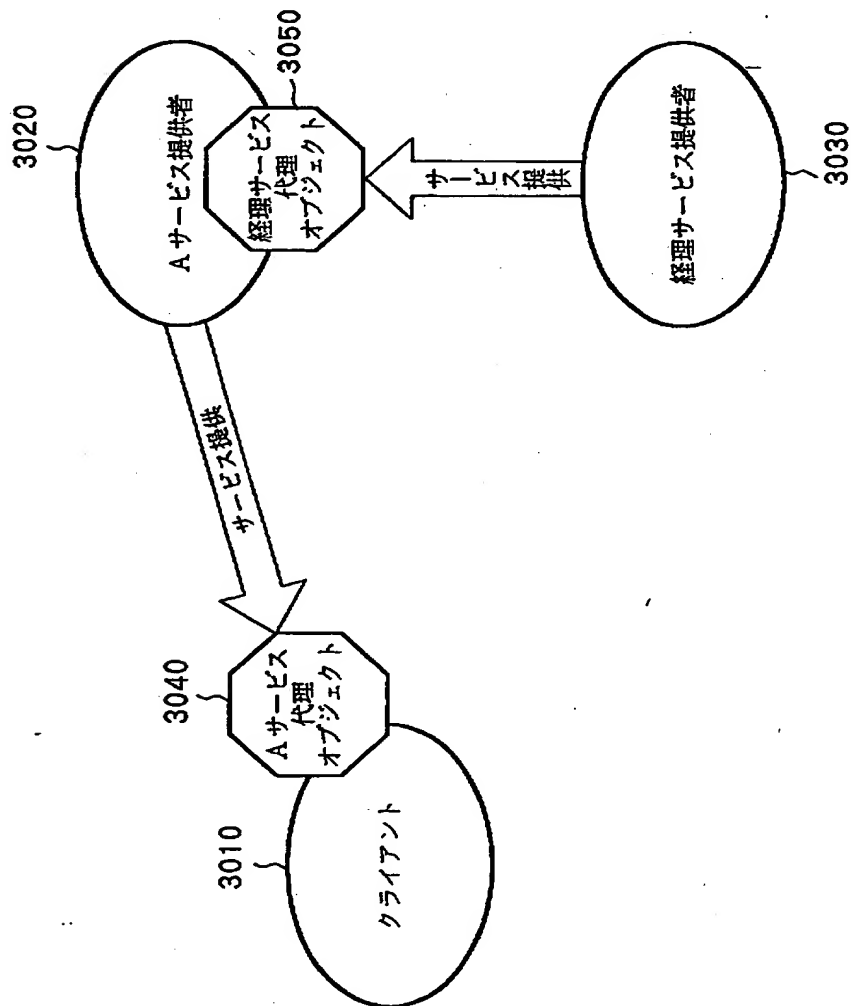 3020
Aサービス提供者
3050
経理サービス
代理
オブジェクト
サービス提供
経理サービス提供者
3030
サービス提供
3040
Aサービス
代理
オブジェクト
3010
クライアント